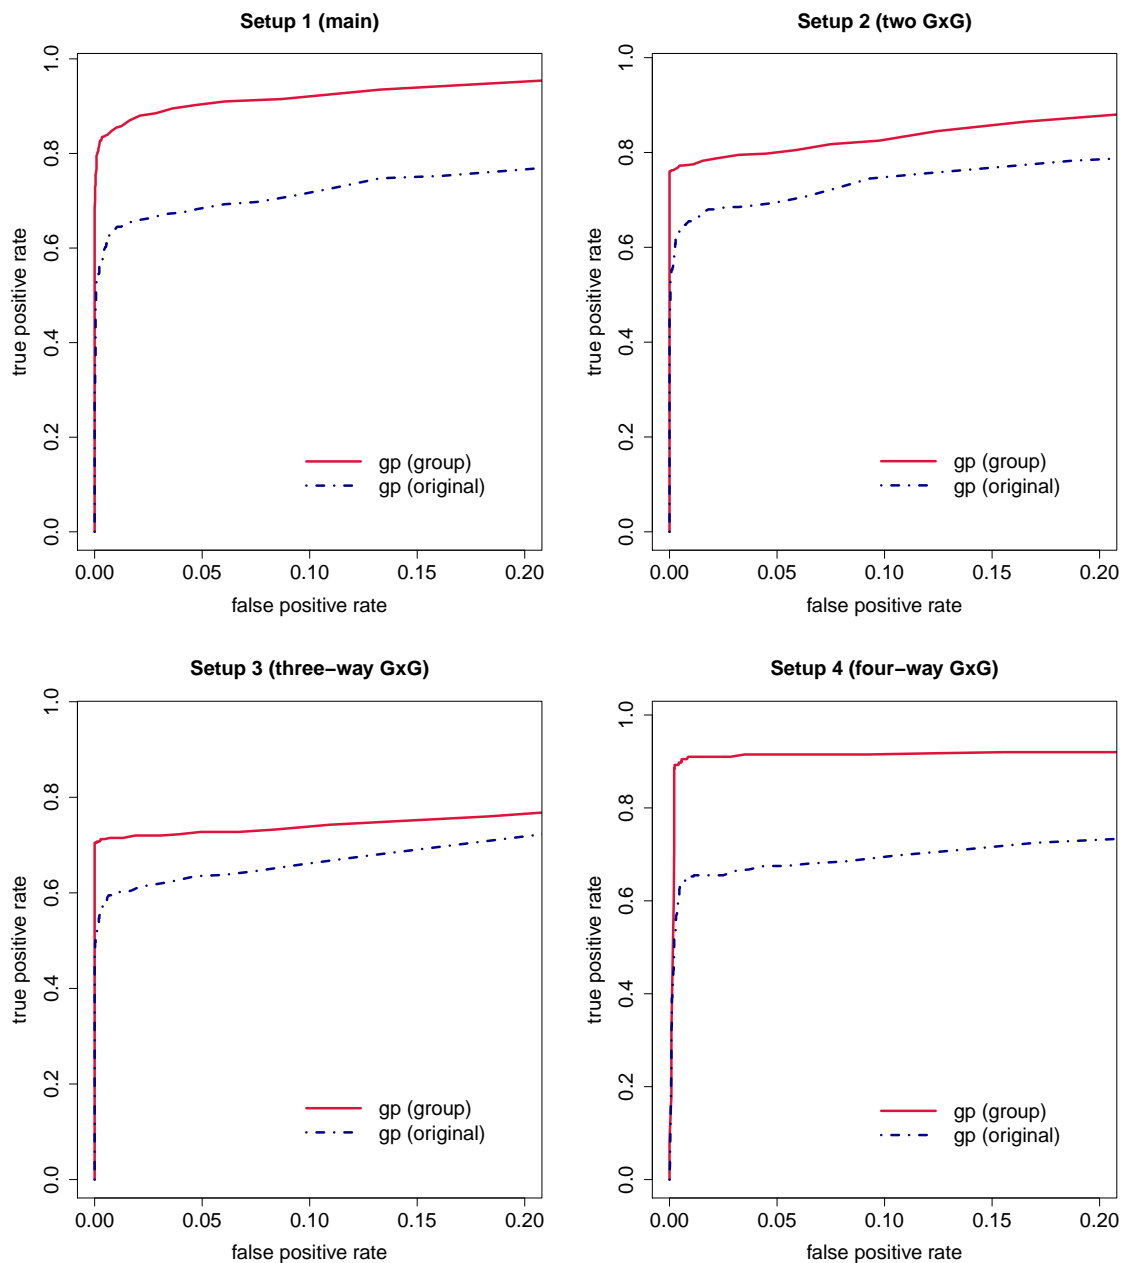 Setup 1 (main)
true positive rate
0.0 0.2 0.4 0.6 0.8 1.0
gp (group)
gp (original)
0.00 0.05 0.10 0.15 0.20
false positive rate
Setup 2 (two GxG)
true positive rate
0.0 0.2 0.4 0.6 0.8 1.0
gp (group)
gp (original)
0.00 0.05 0.10 0.15 0.20
false positive rate
Setup 3 (three−way GxG)
true positive rate
0.0 0.2 0.4 0.6 0.8 1.0
gp (group)
gp (original)
0.00 0.05 0.10 0.15 0.20
false positive rate
Setup 4 (four−way GxG)
true positive rate
0.0 0.2 0.4 0.6 0.8 1.0
gp (group)
gp (original)
0.00 0.05 0.10 0.15 0.20
false positive rate